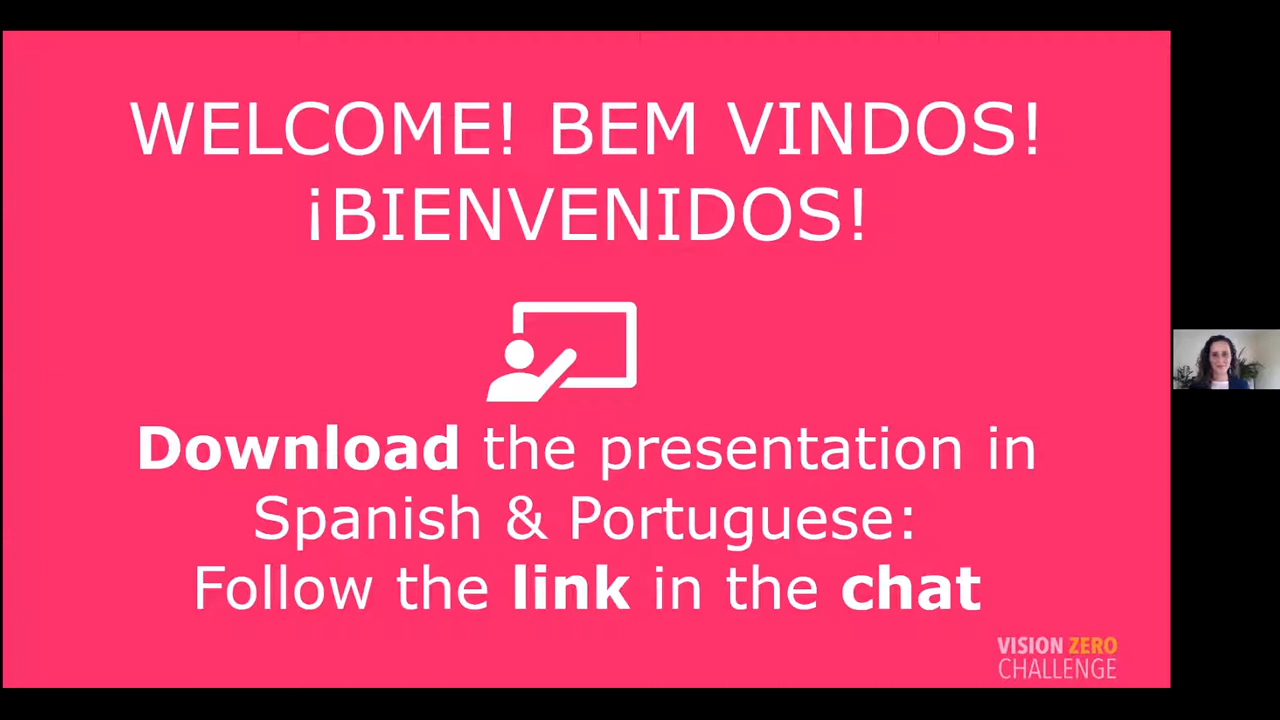 WELCOME! BEM VINDOS!
¡BIENVENIDOS!
Download the presentation in
Spanish & Portuguese:
Follow the link in the chat
VISION ZERO
CHALLENGE